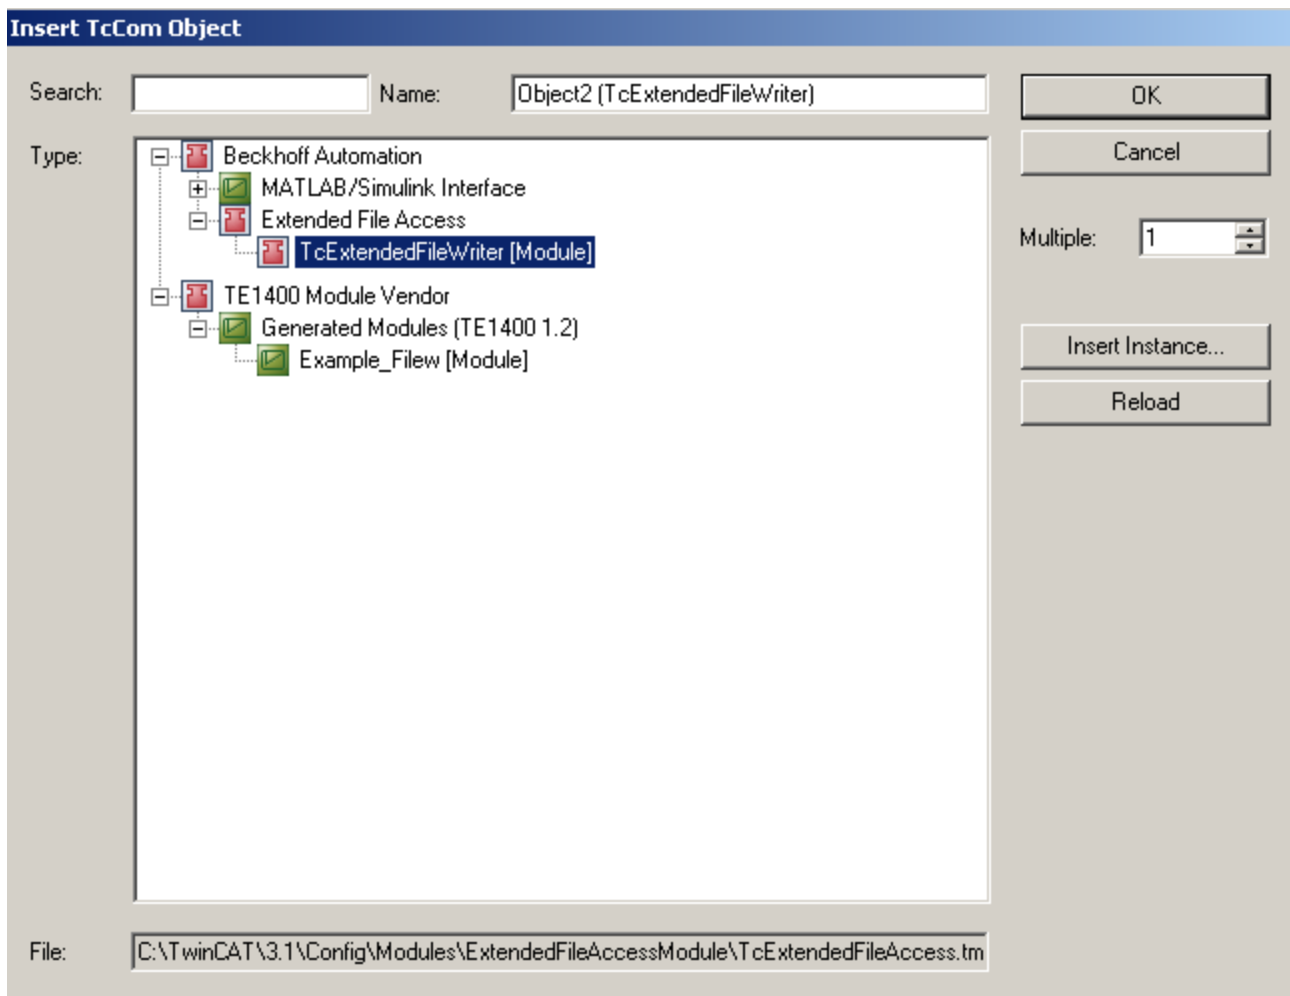 Insert TcCom Object
Search: Name: Object2 (TcExtendedFileWriter) OK
Type: Beckhoff Automation Cancel
MATLAB/Simulink Interface
Extended File Access
Multiple: 1
TcExtendedFileWriter [Module]
TE1400 Module Vendor
Generated Modules (TE1400 1.2)
Insert Instance...
Example_Filew [Module]
Reload
File: C:\TwinCAT\3.1\Config\Modules\ExtendedFileAccessModule\TcExtendedFileAccess.tm